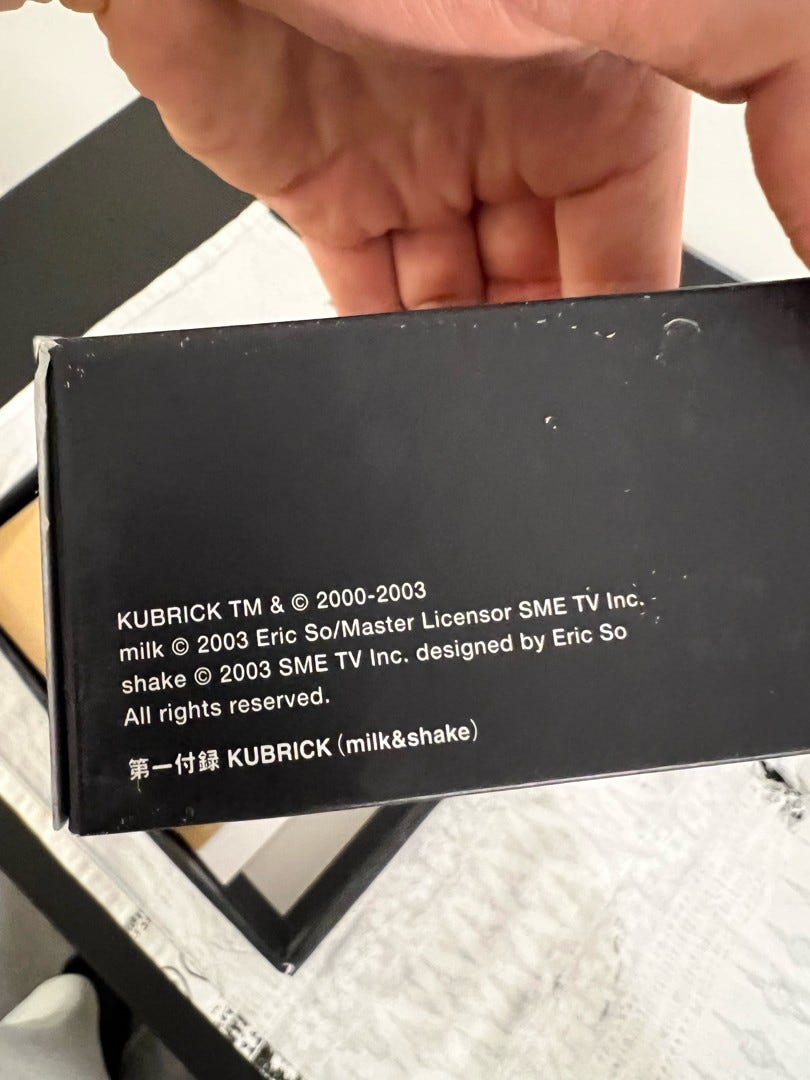 KUBRICK TM & © 2000-2003
milk © 2003 Eric So/Master Licensor SME TV Inc.
shake © 2003 SME TV Inc. designed by Eric So
All rights reserved.
第一付録 KUBRICK（milk&shake）